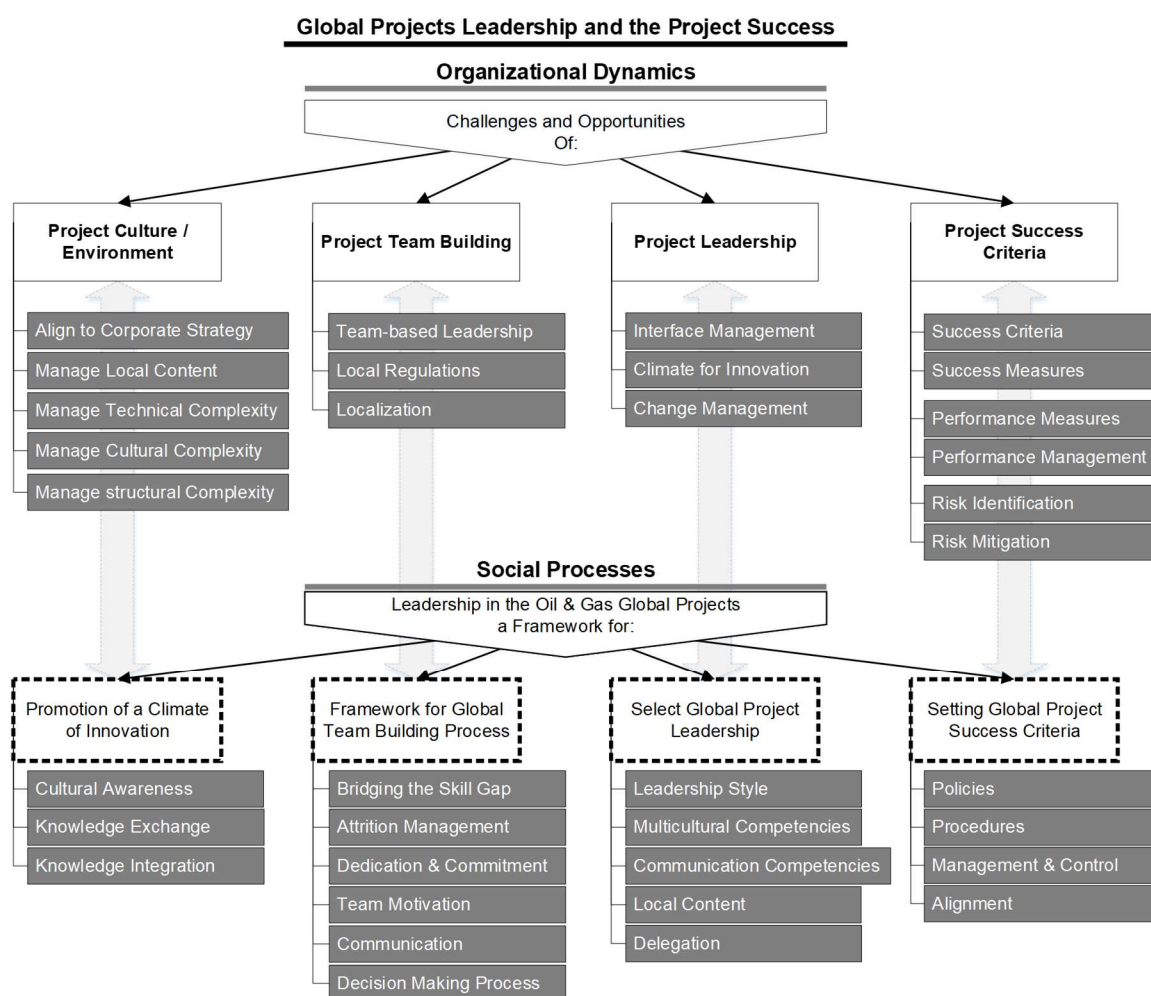 Global Projects Leadership and the Project Success
Organizational Dynamics
Challenges and Opportunities
Of:
Project Culture /
Environment
Align to Corporate Strategy
Manage Local Content
Manage Technical Complexity
Manage Cultural Complexity
Manage structural Complexity
Project Team Building
Team-based Leadership
Local Regulations
Localization
Project Leadership
Interface Management
Climate for Innovation
Change Management
Project Success
Criteria
Success Criteria
Success Measures
Performance Measures
Performance Management
Risk Identification
Risk Mitigation
Social Processes
Leadership in the Oil & Gas Global Projects
a Framework for:
Promotion of a Climate
of Innovation
Cultural Awareness
Knowledge Exchange
Knowledge Integration
Framework for Global
Team Building Process
Bridging the Skill Gap
Attrition Management
Dedication & Commitment
Team Motivation
Communication
Decision Making Process
Select Global Project
Leadership
Leadership Style
Multicultural Competencies
Communication Competencies
Local Content
Delegation
Setting Global Project
Success Criteria
Policies
Procedures
Management & Control
Alignment